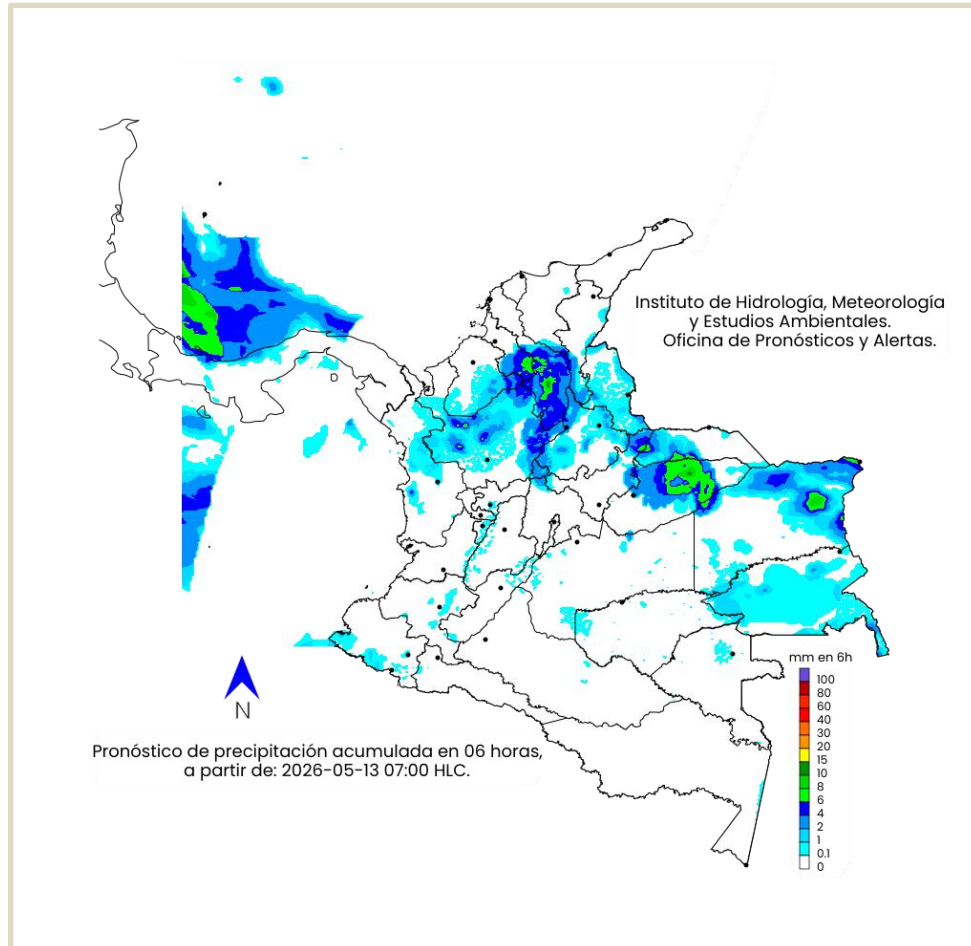 Instituto de Hidrología, Meteorología
y Estudios Ambientales.
Oficina de Pronósticos y Alertas.
D
mm en 6h
100
80
60
40
30
20
15
10
8
6
4
2
1
0.1
0
N
Pronóstico de precipitación acumulada en 06 horas,
a partir de: 2026-05-13 07:00 HLC.